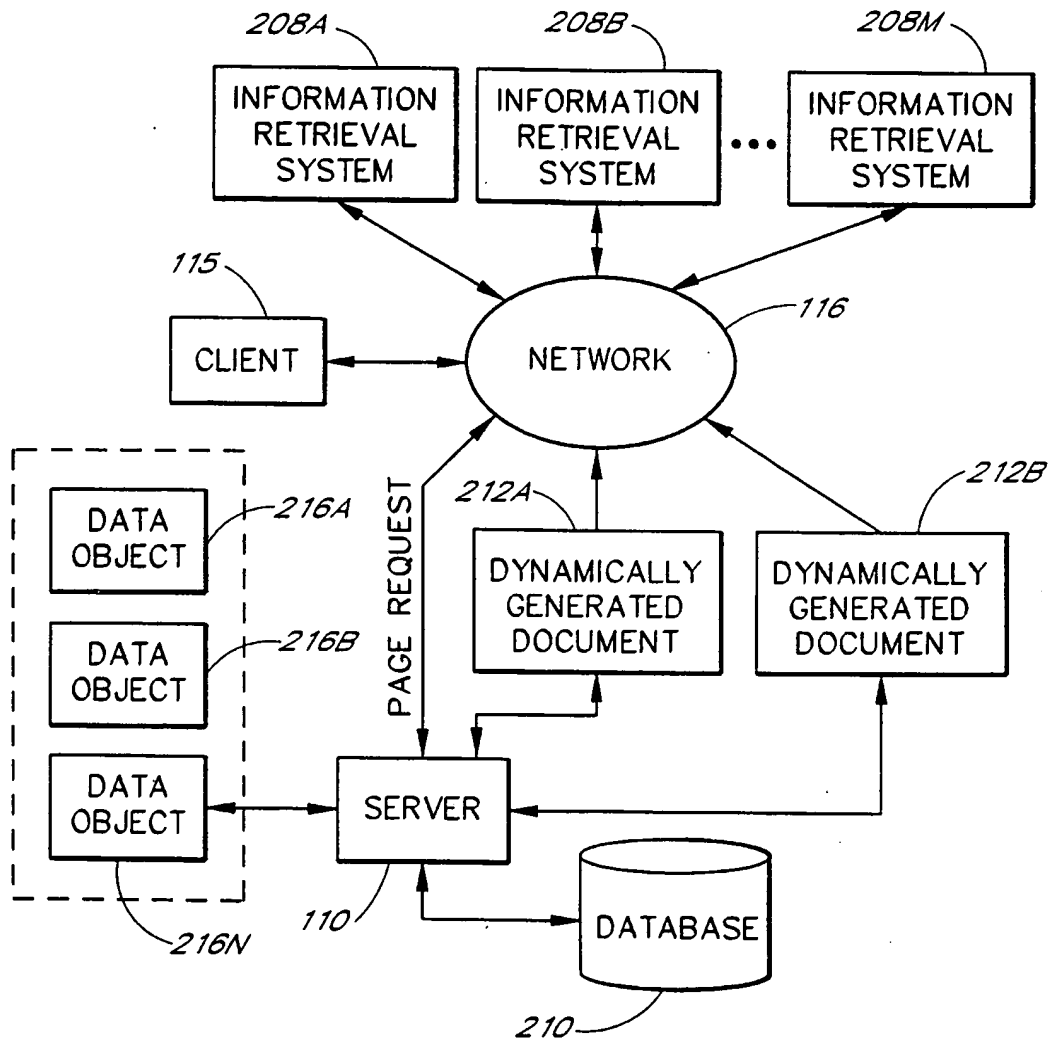 208A
208B
208M
INFORMATION
RETRIEVAL
SYSTEM
INFORMATION
RETRIEVAL
SYSTEM
INFORMATION
RETRIEVAL
SYSTEM
115
CLIENT
NETWORK
116
PAGE REQUEST
212A
212B
DATA
OBJECT
216A
DYNAMICALLY
GENERATED
DOCUMENT
DYNAMICALLY
GENERATED
DOCUMENT
DATA
OBJECT
216B
DATA
OBJECT
216N
SERVER
110
DATABASE
210